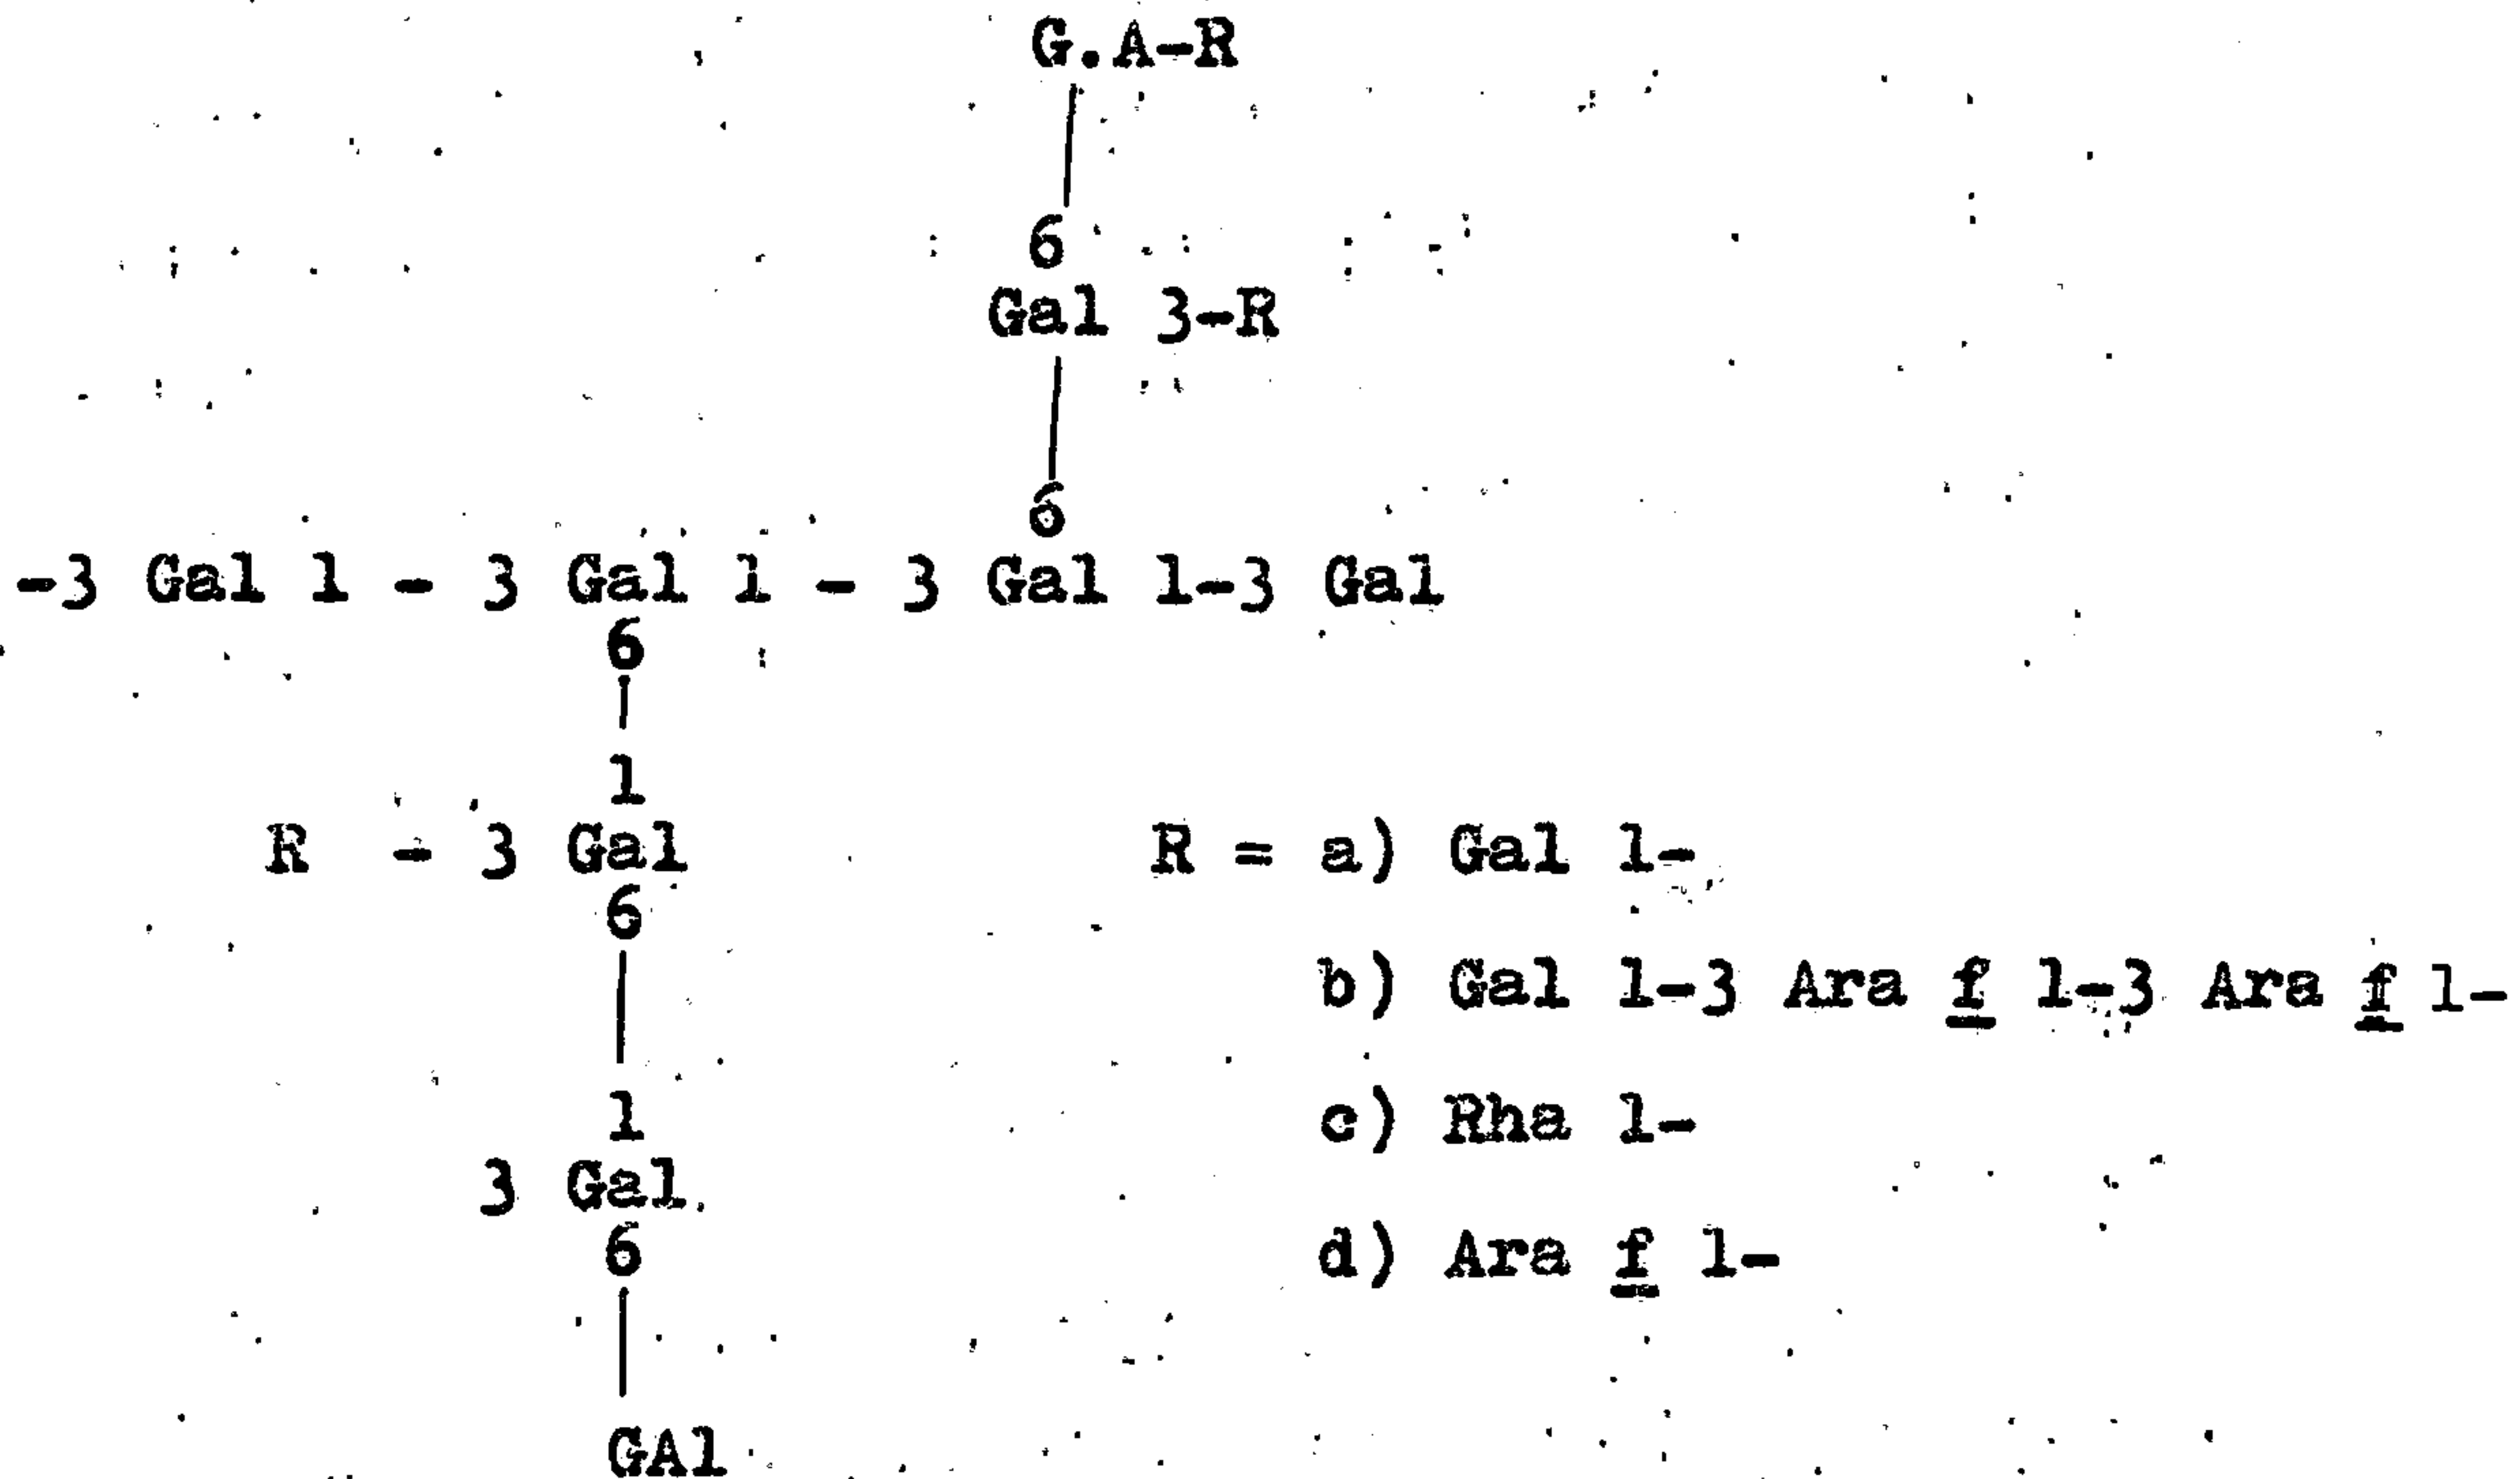 G.A-R
6
Gal 3-R
6
-3 Gal 1 - 3 Gal 1 - 3 Gal 1-3 Gal
6
1
R - 3 Gal R = a) Gal 1-
6
b) Gal 1-3 Ara f 1-3 Ara f 1-
1
c) Rha 1-
3 Gal
6
d) Ara f 1-
GAl